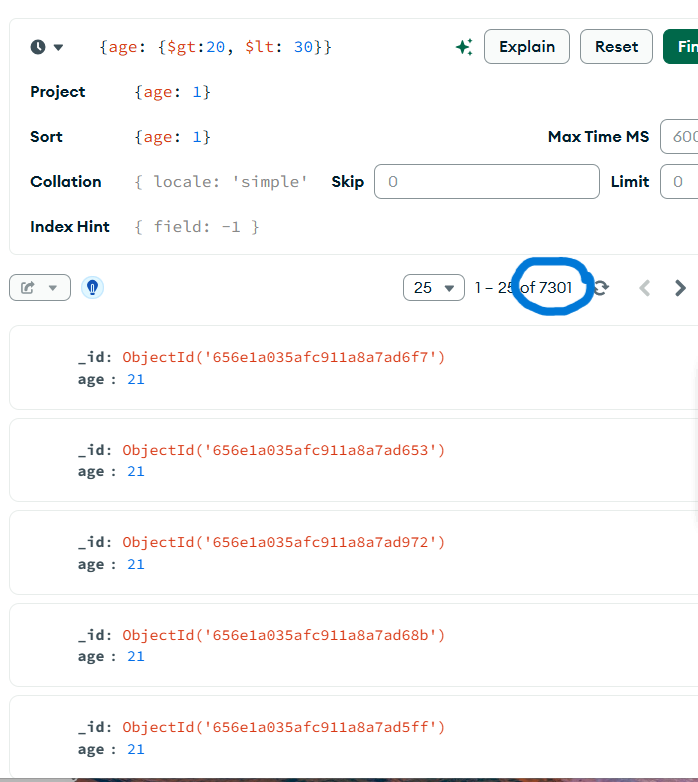 {age: {$gt:20, $lt: 30}} Explain Reset Fin
Project {age: 1}
Sort {age: 1} Max Time MS 600
Collation { locale: 'simple' Skip 0 Limit 0
Index Hint { field: -1 }
25 1 – 25 of 7301
_id: ObjectId('656e1a035afc911a8a7ad6f7')
age : 21
_id: ObjectId('656e1a035afc911a8a7ad653')
age : 21
_id: ObjectId('656e1a035afc911a8a7ad972')
age : 21
_id: ObjectId('656e1a035afc911a8a7ad68b')
age : 21
_id: ObjectId('656e1a035afc911a8a7ad5ff')
age : 21